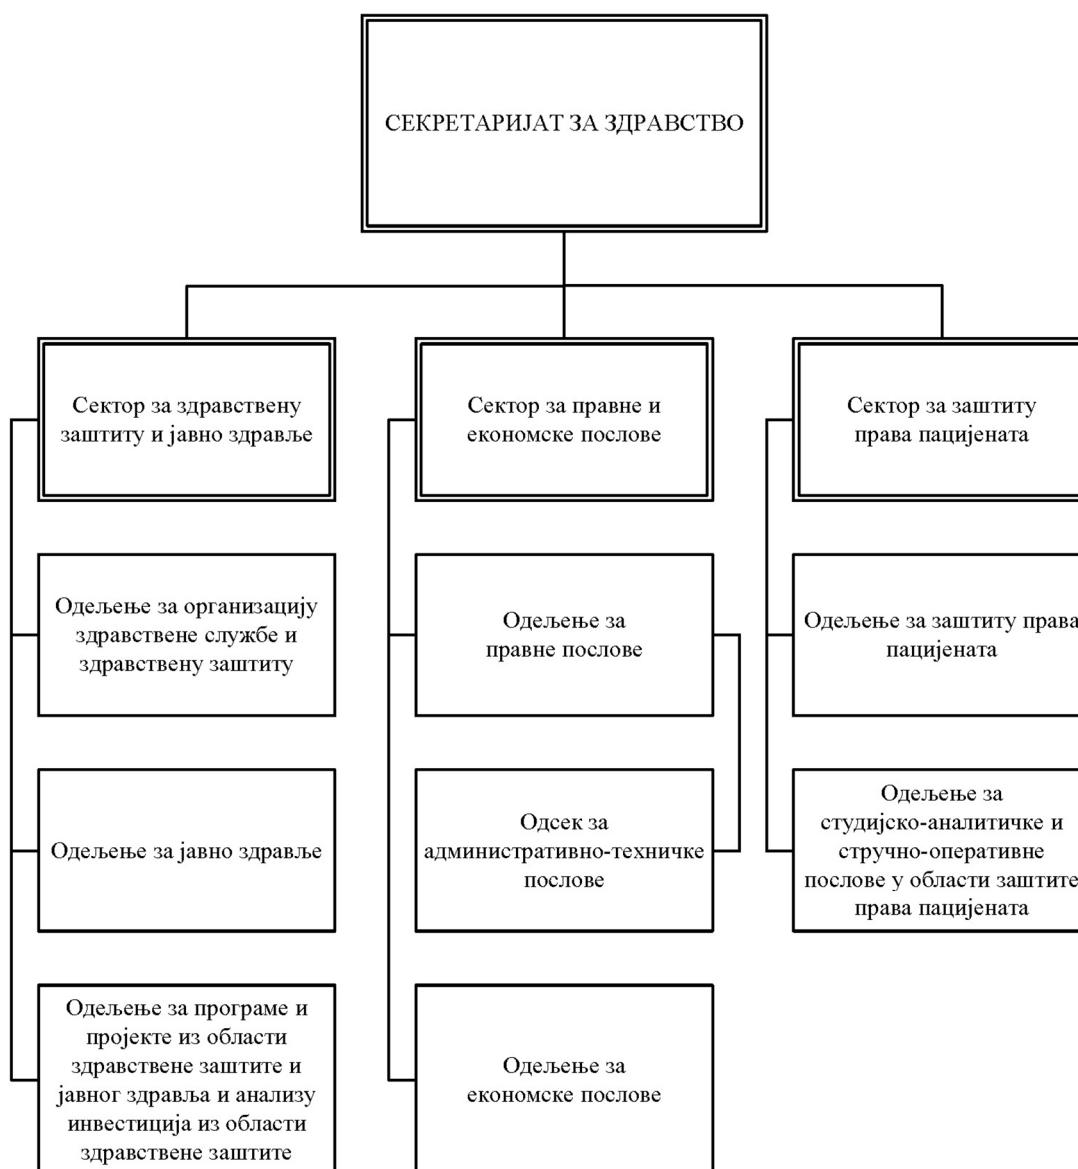 СЕКРЕТАРИЈАТ ЗА ЗДРАВСТВО
Сектор за здравствену
заштиту и јавно здравље
Сектор за правне и
економске послове
Сектор за заштиту
права пацијената
Одељење за организацију
здравствене службе и
здравствену заштиту
Одељење за
правне послове
Одељење за заштиту права
пацијената
Одељење за јавно здравље
Одсек за
административно-техничке
послове
Одељење за
студијско-аналитичке и
стручно-оперативне
послове у области заштите
права пацијената
Одељење за програме и
пројекте из области
здравствене заштите и
јавног здравља и анализу
инвестиција из области
здравствене заштите
Одељење за
економске послове